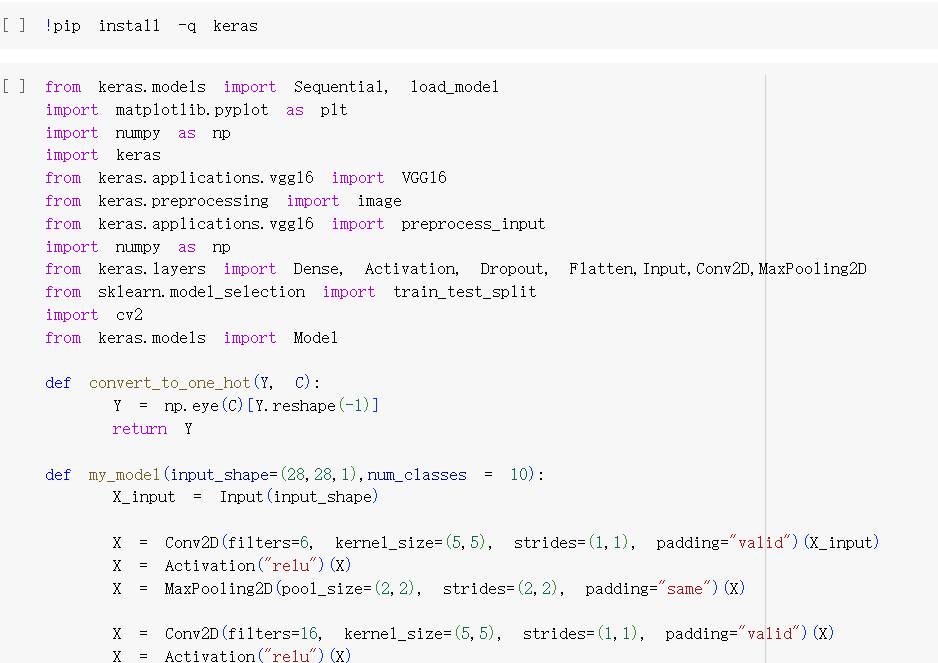 [ ] !pip install -q keras
[ ] from keras.models import Sequential, load_model
import matplotlib.pyplot as plt
import numpy as np
import keras
from keras.applications.vgg16 import VGG16
from keras.preprocessing import image
from keras.applications.vgg16 import preprocess_input
import numpy as np
from keras.layers import Dense, Activation, Dropout, Flatten,Input,Conv2D,MaxPooling2D
from sklearn.model_selection import train_test_split
import cv2
from keras.models import Model
def convert_to_one_hot(Y, C):
Y = np.eye(C)[Y.reshape(-1)]
return Y
def my_model(input_shape=(28,28,1),num_classes = 10):
X_input = Input(input_shape)
X = Conv2D(filters=6, kernel_size=(5,5), strides=(1,1), padding="valid")(X_input)
X = Activation("relu")(X)
X = MaxPooling2D(pool_size=(2,2), strides=(2,2), padding="same")(X)
X = Conv2D(filters=16, kernel_size=(5,5), strides=(1,1), padding="valid")(X)
X = Activation("relu")(X)